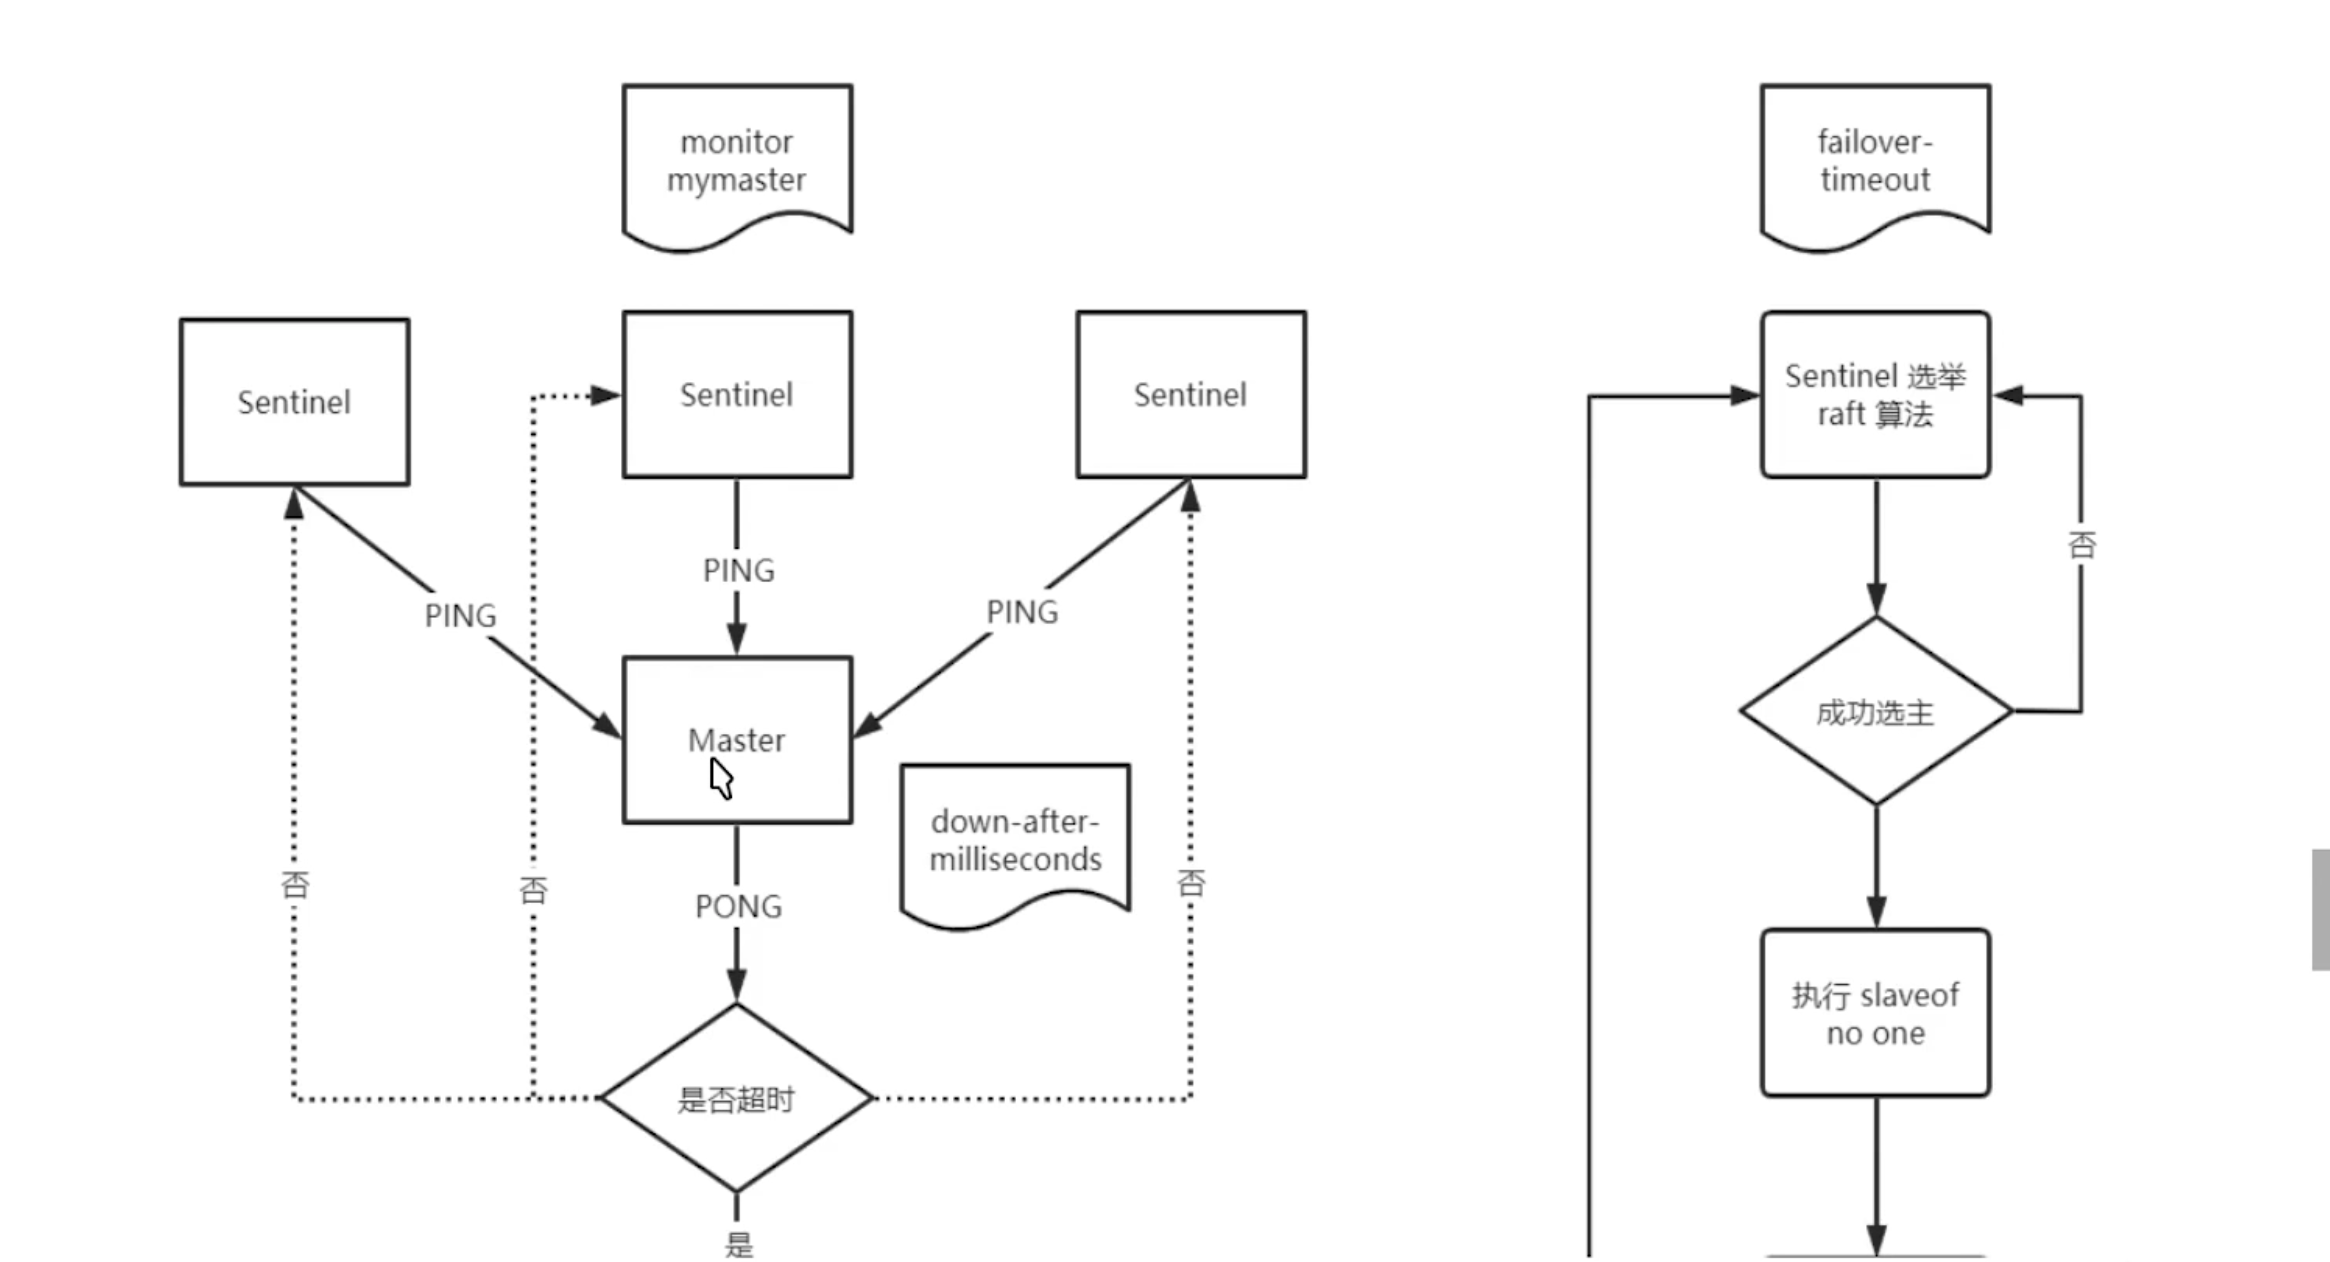 monitor
mymaster
failover-
timeout
Sentinel
Sentinel
Sentinel
Sentinel 选举
raft 算法
否
PING
PING
PING
成功选主
Master
down-after-
milliseconds
否
否
否
PONG
执行 slaveof
no one
是否超时
是